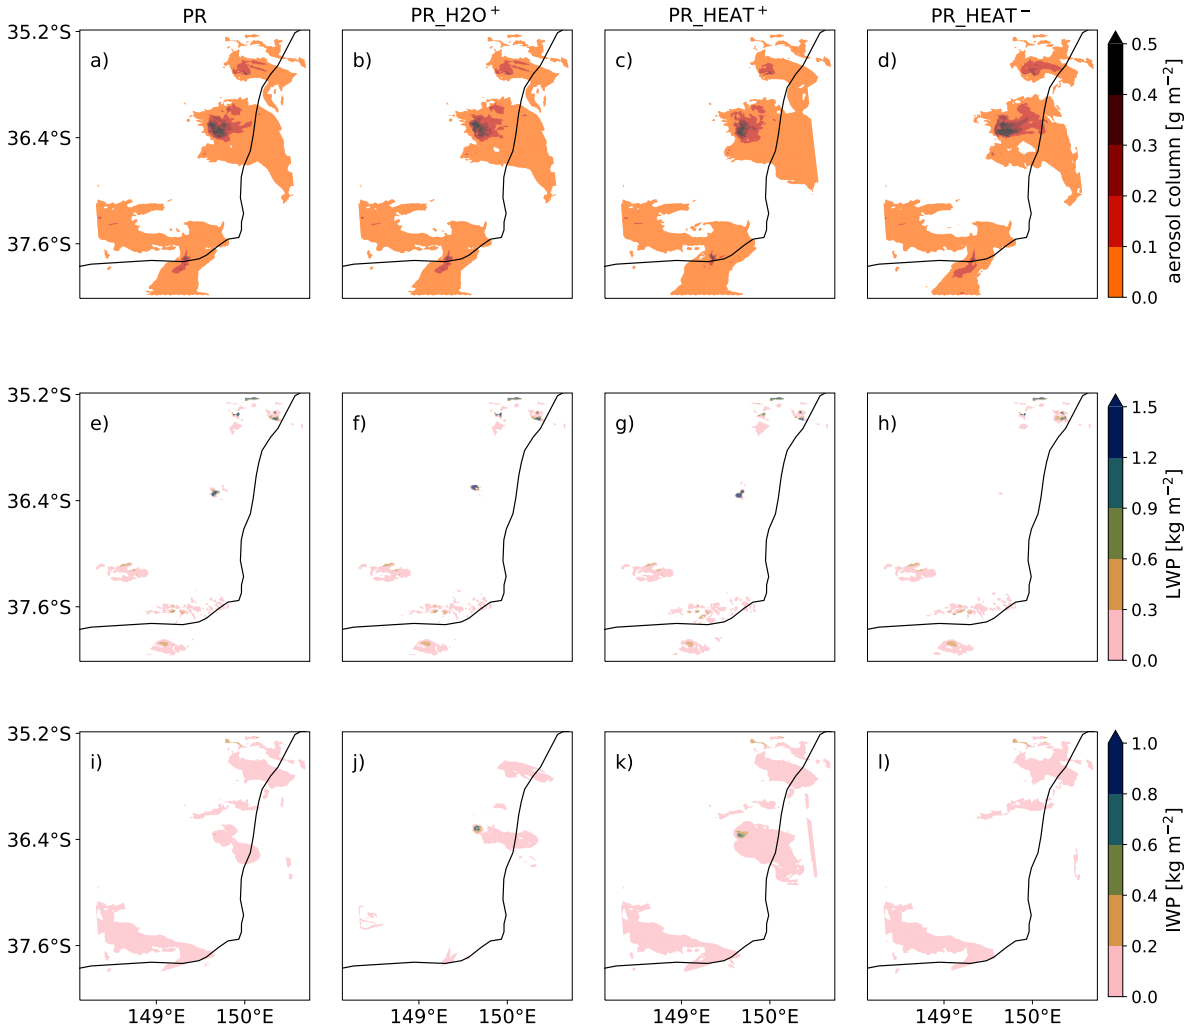 PR PR_H2O⁺ PR_HEAT⁺ PR_HEAT⁻
35.2°S
36.4°S
37.6°S
a) b) c) d)
0.5
0.4
0.3
0.2
0.1
0.0
aerosol column [g m⁻²]
35.2°S
36.4°S
37.6°S
e) f) g) h)
1.5
1.2
0.9
0.6
0.3
0.0
LWP [kg m⁻²]
35.2°S
36.4°S
37.6°S
i) j) k) l)
1.0
0.8
0.6
0.4
0.2
0.0
IWP [kg m⁻²]
149°E 150°E 149°E 150°E 149°E 150°E 149°E 150°E